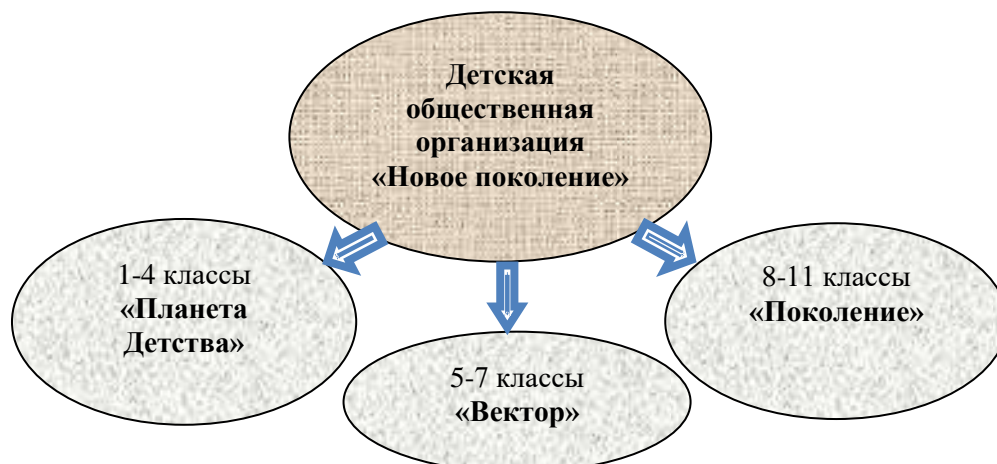 Детская
общественная
организация
«Новое поколение»
1-4 классы
«Планета
Детства»
5-7 классы
«Вектор»
8-11 классы
«Поколение»